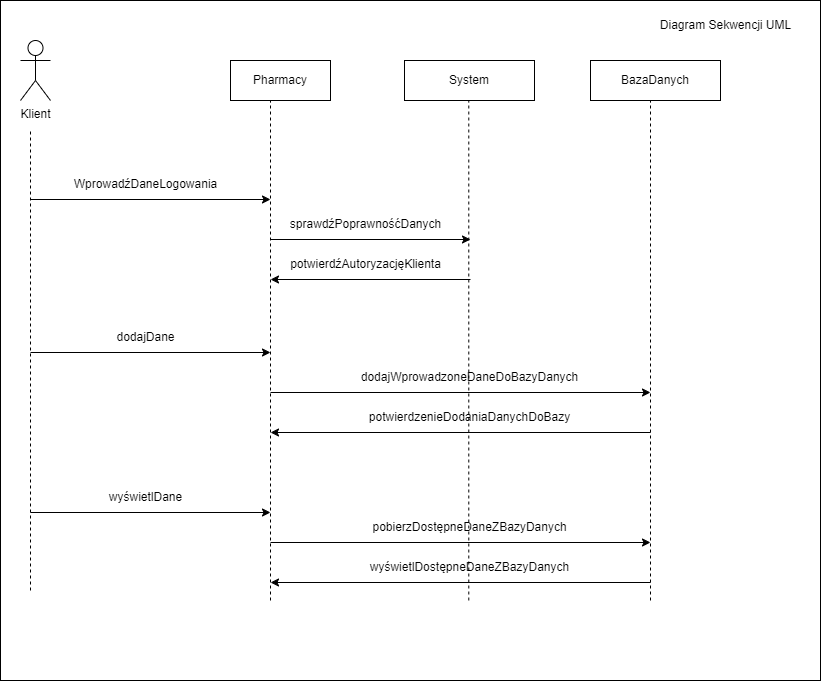 Diagram Sekwencji UML
Klient
Pharmacy
System
BazaDanych
WprowadźDaneLogowania
sprawdźPoprawnośćDanych
potwierdźAutoryzacjęKlienta
dodajDane
dodajWprowadzoneDaneDoBazyDanych
potwierdzenieDodaniaDanychDoBazy
wyświetlDane
pobierzDostępneDaneZBazyDanych
wyświetlDostępneDaneZBazyDanych